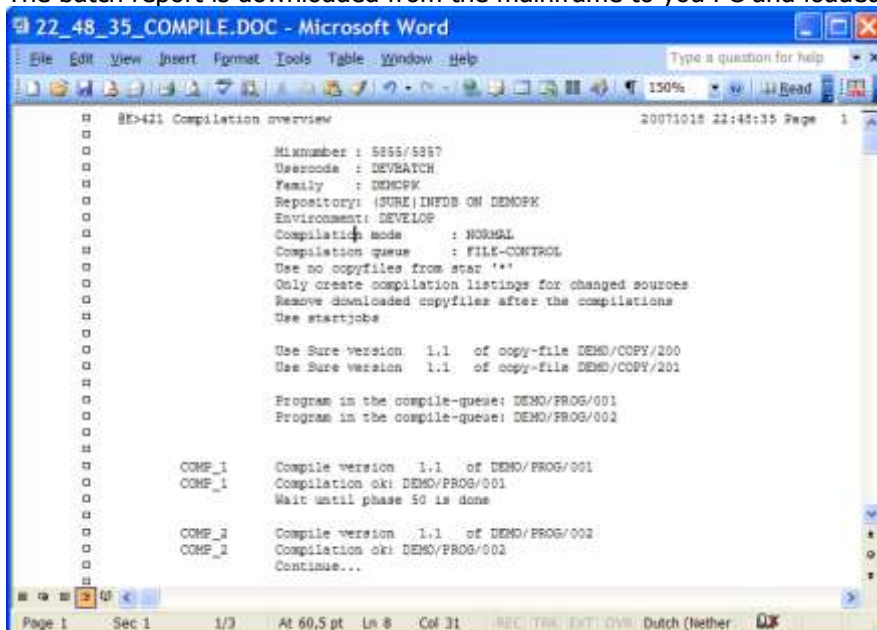 The batch report is downloaded from the mainframe to you PC and loaded
22_48_35_COMPILE.DOC - Microsoft Word
File Edit View Insert Format Tools Table Window Help Type a question for help
150% Read
BK>421 Compilation overview 20071018 22:48:35 Page 1
Mixnumber : 5855/5857
Usercode : DEVBATCH
Family : DEMOPK
Repository: (SURE)INFDB ON DEMOPK
Environment: DEVELOP
Compilation mode : NORMAL
Compilation queue : FILE-CONTROL
Use no copyfiles from star '*'
Only create compilation listings for changed sources
Remove downloaded copyfiles after the compilations
Use startjobs
Use Sure version 1.1 of copy-file DEMO/COPY/200
Use Sure version 1.1 of copy-file DEMO/COPY/201
Program in the compile-queue: DEMO/PROG/001
Program in the compile-queue: DEMO/PROG/002
COMP_1 Compile version 1.1 of DEMO/PROG/001
COMP_1 Compilation ok: DEMO/PROG/001
Wait until phase 50 is done
COMP_2 Compile version 1.1 of DEMO/PROG/002
COMP_2 Compilation ok: DEMO/PROG/002
Continue...
Page 1 Sec 1 1/3 At 60,5 pt Ln 8 Col 31 REC TRK EXT OVR Dutch (Nether